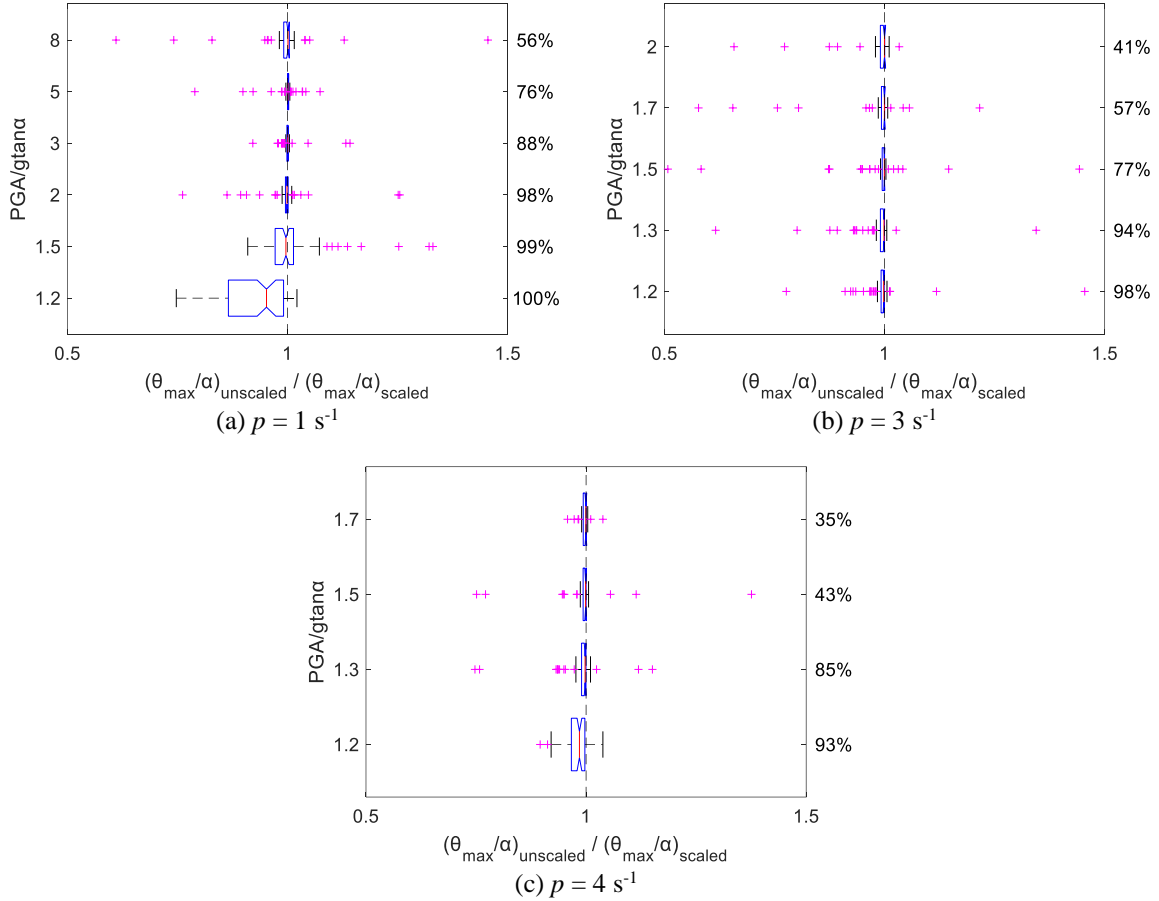 8 56%
5 76%
3 88%
2 98%
1.5 99%
1.2 100%
PGA/gtanα
0.5 1 1.5
(θmax/α)unscaled / (θmax/α)scaled
(a) p = 1 s-1
2 41%
1.7 57%
1.5 77%
1.3 94%
1.2 98%
PGA/gtanα
0.5 1 1.5
(θmax/α)unscaled / (θmax/α)scaled
(b) p = 3 s-1
1.7 35%
1.5 43%
1.3 85%
1.2 93%
PGA/gtanα
0.5 1 1.5
(θmax/α)unscaled / (θmax/α)scaled
(c) p = 4 s-1